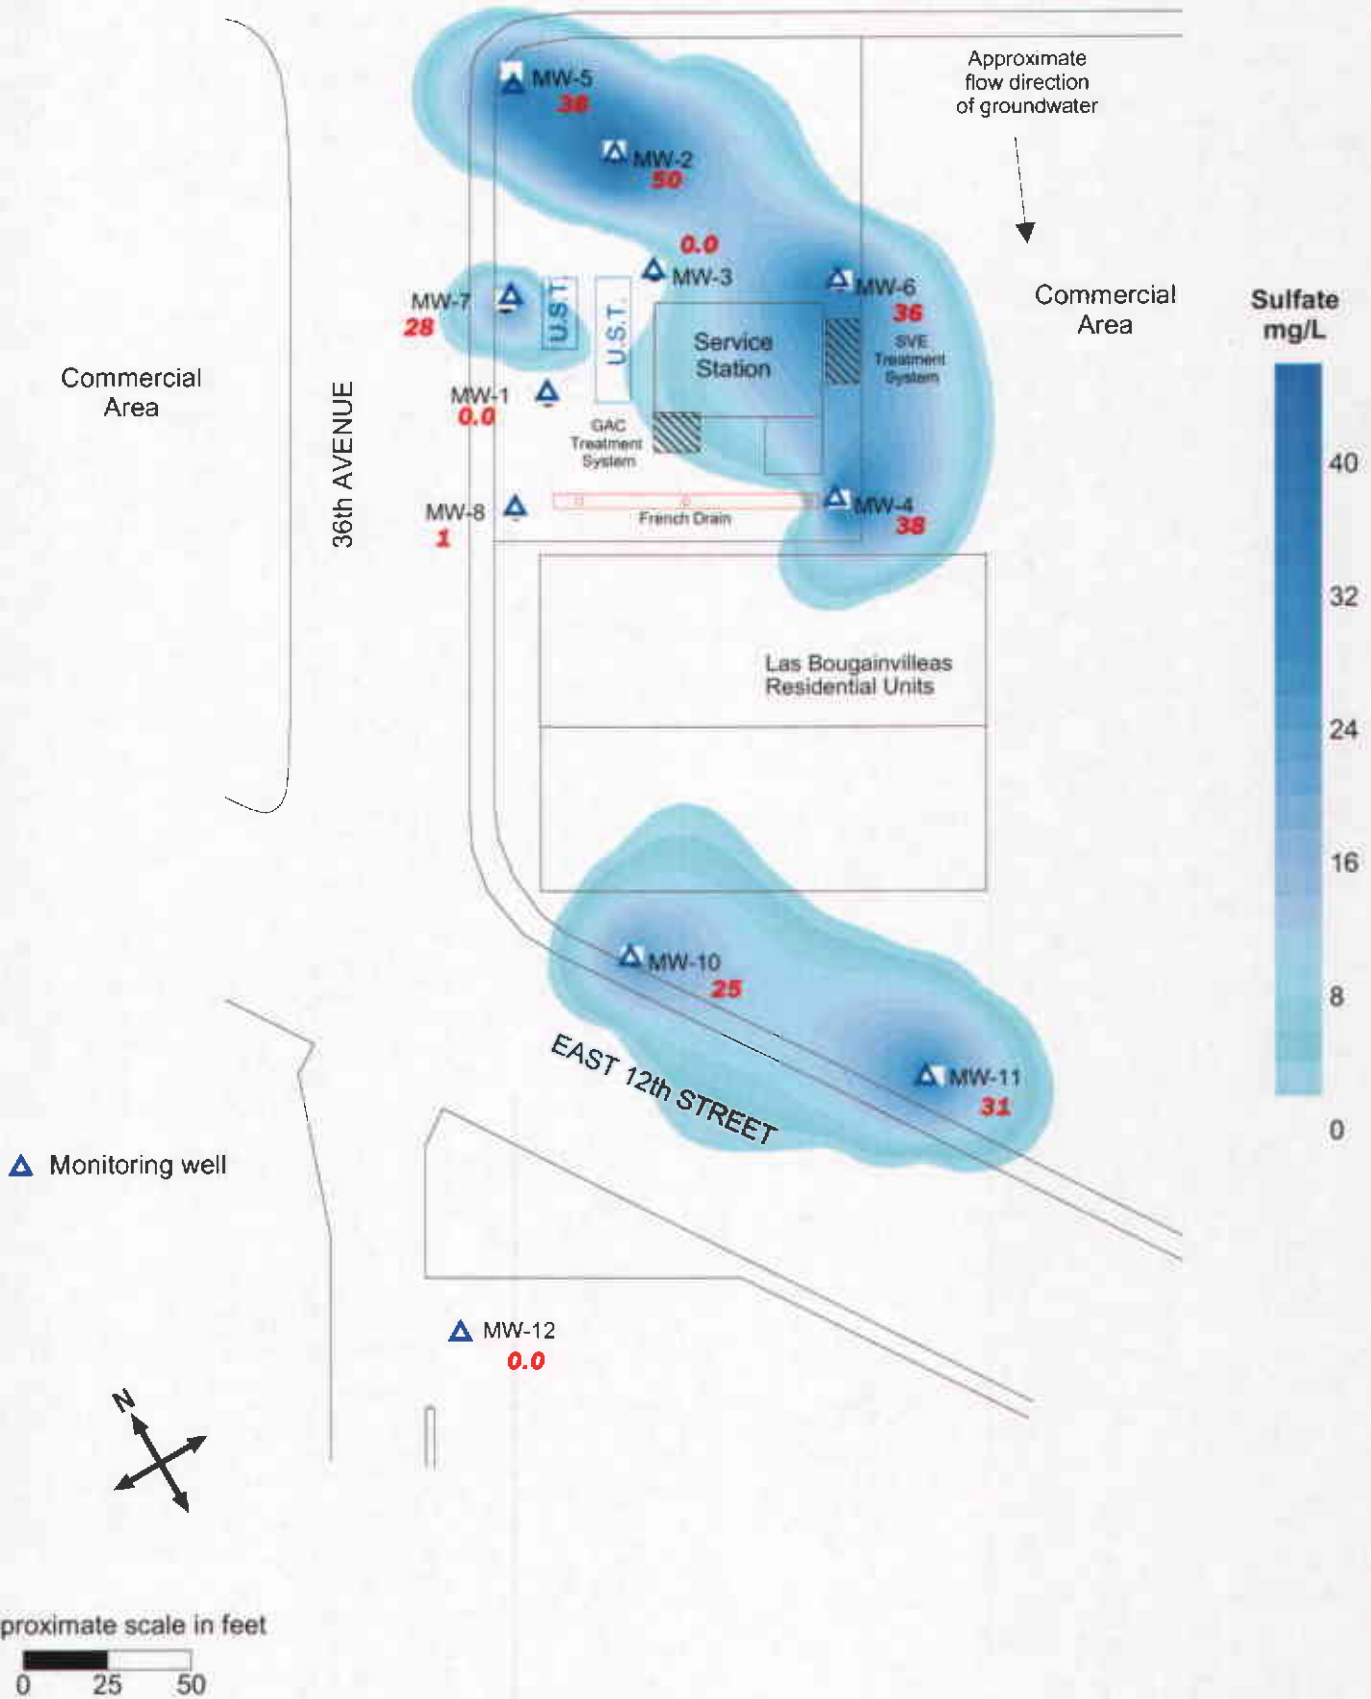 MW-5
38
MW-2
50
Approximate
flow direction
of groundwater
0.0
MW-3
MW-6
36
MW-7
28
U.S.T.
U.S.T.
Service
Station
SVE
Treatment
System
Commercial
Area
Sulfate
mg/L
Commercial
Area
36th AVENUE
MW-1
0.0
GAC
Treatment
System
MW-8
1
French Drain
MW-4
38
40
32
24
16
8
0
Las Bougainvilleas
Residential Units
MW-10
25
EAST 12th STREET
MW-11
31
Monitoring well
MW-12
0.0
N
proximate scale in feet
0 25 50